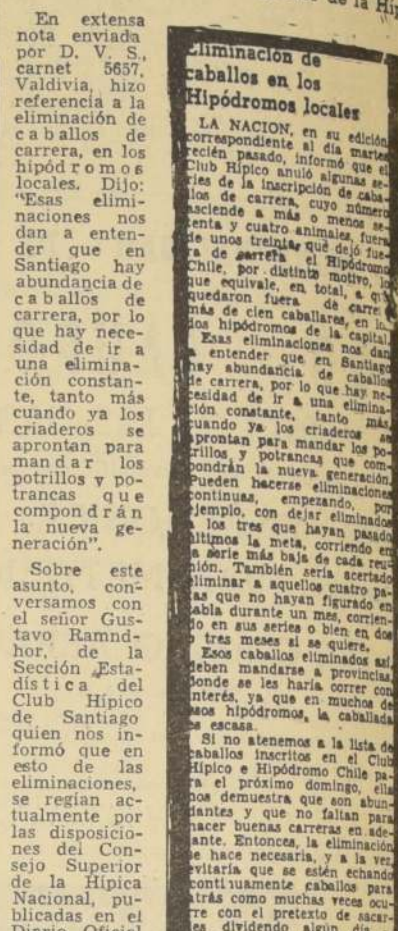 de la Hí
En extensa
nota enviada
por D. V. S.,
carnet 5657,
Valdivia, hizo
referencia a la
eliminación de
caballos de
carrera, en los
hipódromos
locales. Dijo:
"Esas elimi-
naciones nos
dan a enten-
der que en
Santiago hay
abundancia de
caballos de
carrera, por lo
que hay nece-
sidad de ir a
una elimina-
ción constan-
te, tanto más
cuando ya los
criaderos se
aprontan para
mandar los
potrillos y po-
trancas que
compondrán
la nueva ge-
neración".
Sobre este
asunto, con-
versamos con
el señor Gus-
tavo Ramnd-
hor, de la
Sección Esta-
dística del
Club Hípico
de Santiago
quien nos in-
formó que en
esto de las
eliminaciones,
se regían ac-
tualmente por
las disposicio-
nes del Con-
sejo Superior
de la Hípica
Nacional, pu-
blicadas en el
Diario Oficial
Eliminación de
caballos en los
Hipódromos locales
LA NACION, en su edición
correspondiente al día martes
recién pasado, informó que el
Club Hípico anuló algunas se-
ries de la inscripción de caba-
llos de carrera, cuyo número
asciende a más o menos se-
tenta y cuatro animales, fuera
de unos treinta, que dejó fue-
ra de carrera el Hipódromo
Chile, por distinto motivo, lo
que equivale, en total, a que
quedaron fuera de carrera
más de cien caballares, en los
dos hipódromos de la capital.
Esas eliminaciones nos dan
a entender que en Santiago
hay abundancia de caballos
de carrera, por lo que hay ne-
cesidad de ir a una elimina-
ción constante, tanto más,
cuando ya los criaderos se
aprontan para mandar los po-
trillos y potrancas que com-
pondrán la nueva generación.
Pueden hacerse eliminaciones
continuas, empezando, por
ejemplo, con dejar eliminados
a los tres que hayan pasado
últimos la meta, corriendo en
la serie más baja de cada reu-
nión. También sería acertado
eliminar a aquellos cuatro pa-
tas que no hayan figurado en
tabla durante un mes, corrien-
do en sus series o bien en dos
o tres meses si se quiere.
Esos caballos eliminados así,
deben mandarse a provincias,
donde se les haría correr con
interés, ya que en muchos de
esos hipódromos, la caballada
es escasa.
Si no atenemos a la lista de
caballos inscritos en el Club
Hípico e Hipódromo Chile pa-
ra el próximo domingo, ella
nos demuestra que son abun-
dantes y que no faltan para
hacer buenas carreras en ade-
lante. Entonces, la eliminación
se hace necesaria, y a la vez,
evitaría que se estén echando
continuamente caballos para
atrás como muchas veces ocu-
rre con el pretexto de sacar-
les dividendo algún día